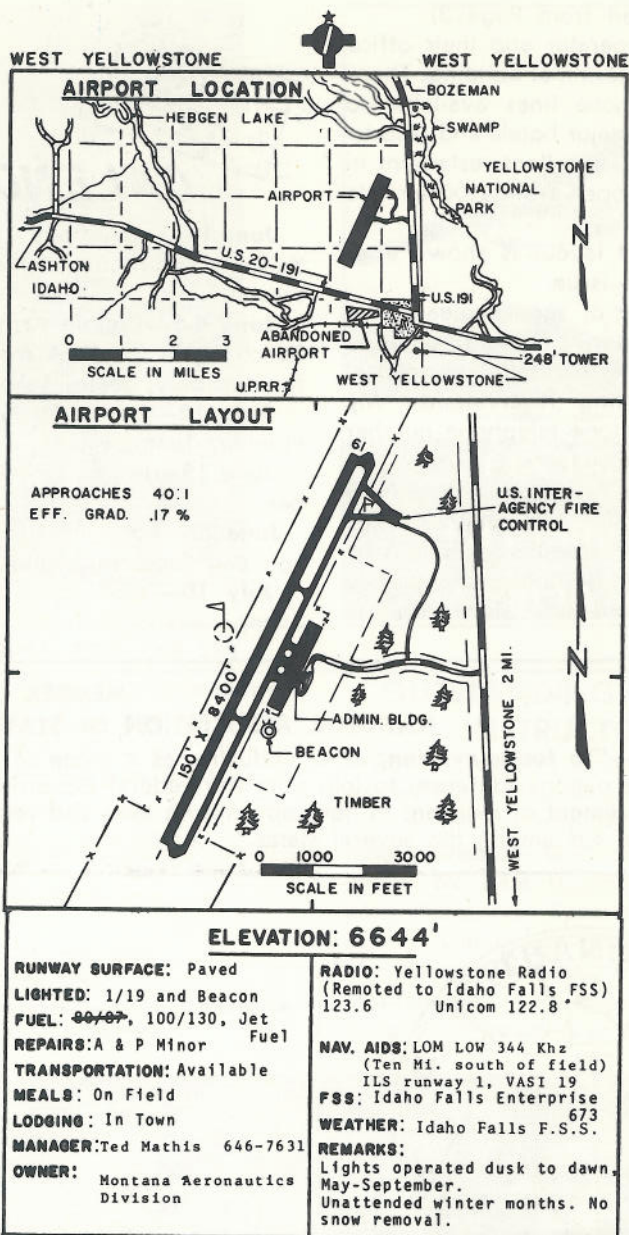 WEST YELLOWSTONE
WEST YELLOWSTONE
AIRPORT LOCATION
BOZEMAN
HEBGEN LAKE
SWAMP
YELLOWSTONE
NATIONAL
PARK
AIRPORT
N
U.S. 20-191
ASHTON
IDAHO
U.S. 191
ABANDONED
AIRPORT
248' TOWER
0 1 2 3
SCALE IN MILES
U.P.R.R.
WEST YELLOWSTONE
AIRPORT LAYOUT
19
APPROACHES 40:1
EFF. GRAD. .17 %
U.S. INTER-
AGENCY FIRE
CONTROL
N
150' X 8400'
ADMIN. BLDG.
BEACON
TIMBER
WEST YELLOWSTONE 2 MI.
0 1000 3000
SCALE IN FEET
ELEVATION: 6644'
RUNWAY SURFACE: Paved
LIGHTED: 1/19 and Beacon
FUEL: 80/87, 100/130, Jet
Fuel
REPAIRS: A & P Minor
TRANSPORTATION: Available
MEALS: On Field
LODGING: In Town
MANAGER: Ted Mathis 646-7631
OWNER: Montana Aeronautics
Division
RADIO: Yellowstone Radio
(Remoted to Idaho Falls FSS)
123.6 Unicom 122.8
NAV. AIDS: LOM LOW 344 Khz
(Ten Mi. south of field)
ILS runway 1, VASI 19
FSS: Idaho Falls Enterprise
673
WEATHER: Idaho Falls F.S.S.
REMARKS:
Lights operated dusk to dawn,
May-September.
Unattended winter months. No
snow removal.